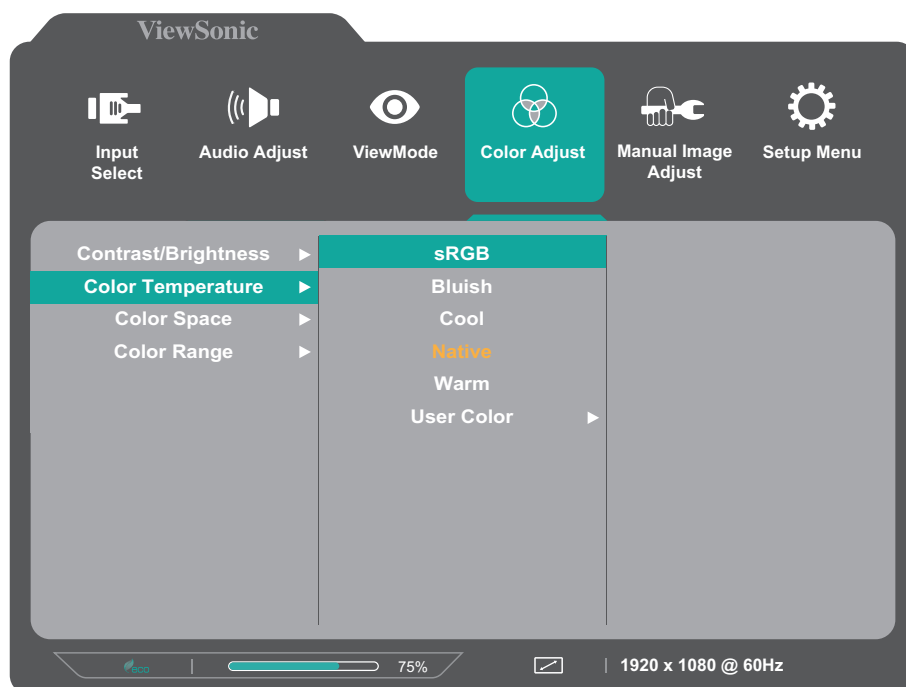 ViewSonic
Input
Select
Audio Adjust
ViewMode
Color Adjust
Manual Image
Adjust
Setup Menu
Contrast/Brightness
Color Temperature
Color Space
Color Range
sRGB
Bluish
Cool
Native
Warm
User Color
eco
75%
1920 x 1080 @ 60Hz